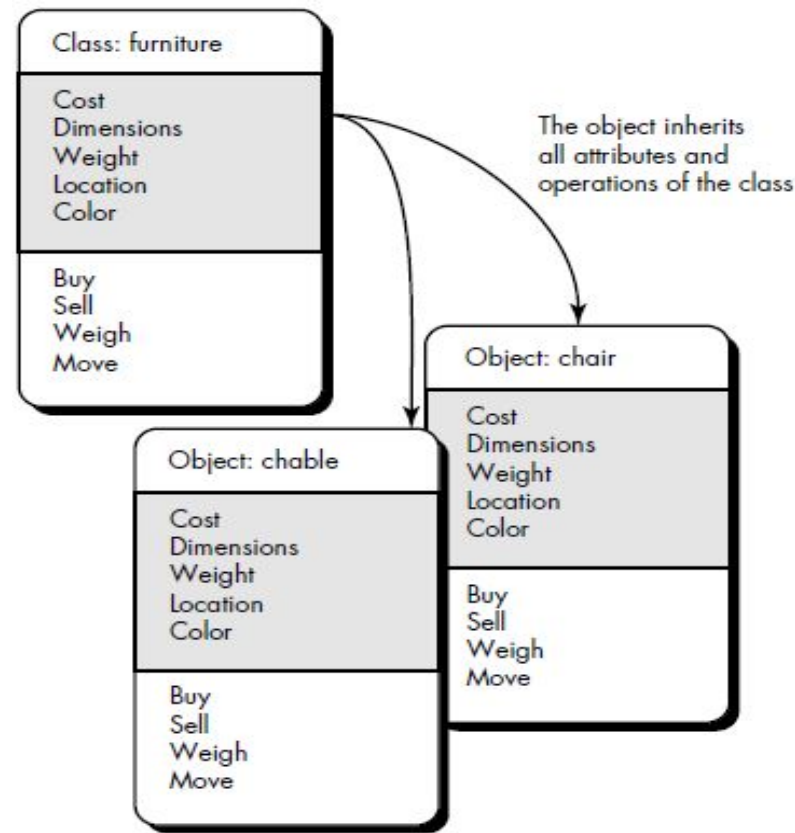 Class: furniture
Cost
Dimensions
Weight
Location
Color
Buy
Sell
Weigh
Move
The object inherits
all attributes and
operations of the class
Object: chair
Cost
Dimensions
Weight
Location
Color
Buy
Sell
Weigh
Move
Object: chable
Cost
Dimensions
Weight
Location
Color
Buy
Sell
Weigh
Move